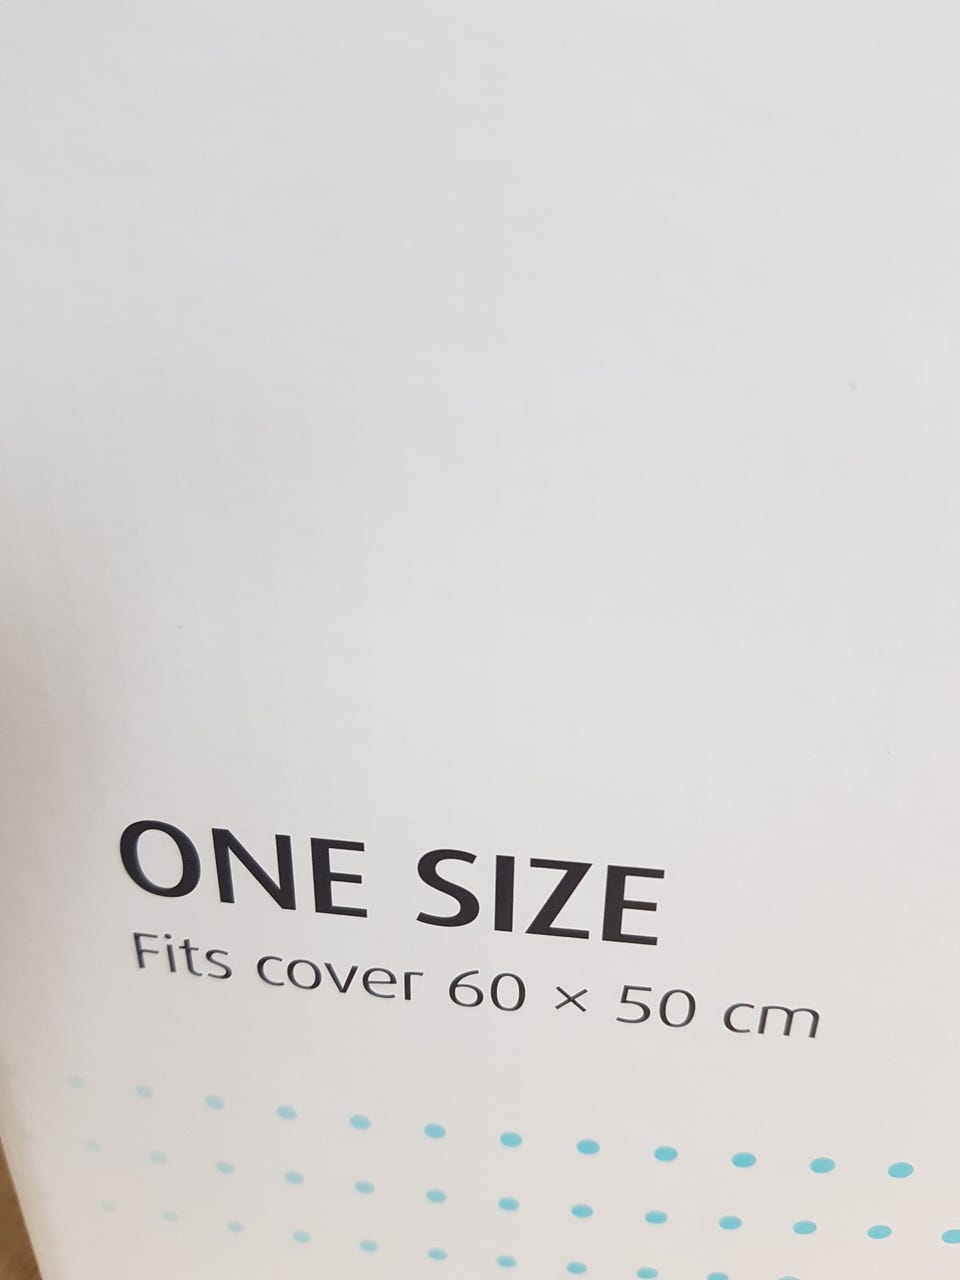 ONE SIZE
Fits cover 60 × 50 cm